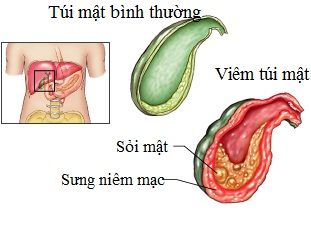 Túi mật bình thường
Viêm túi mật
Sỏi mật
Sưng niêm mạc